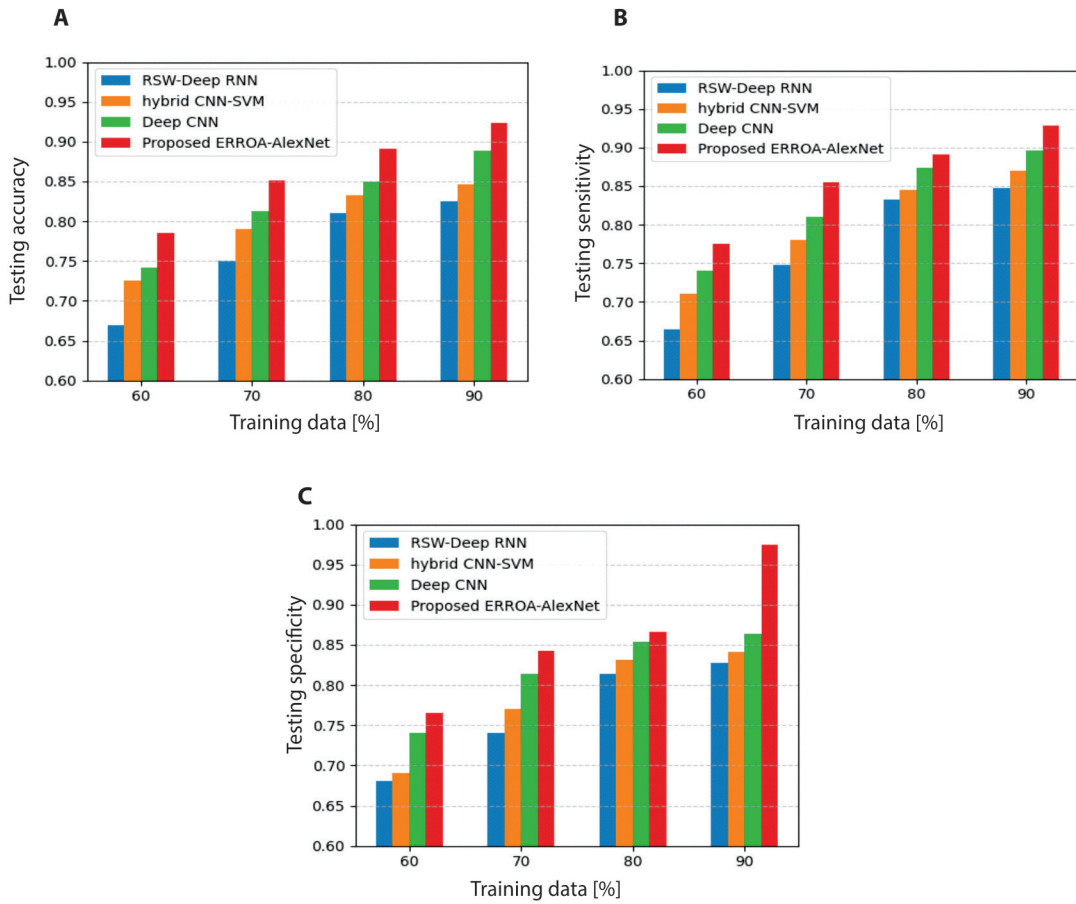 A
Testing accuracy
1.00
0.95
0.90
0.85
0.80
0.75
0.70
0.65
0.60
RSW-Deep RNN
hybrid CNN-SVM
Deep CNN
Proposed ERROA-AlexNet
60 70 80 90
Training data [%]
B
Testing sensitivity
1.00
0.95
0.90
0.85
0.80
0.75
0.70
0.65
0.60
RSW-Deep RNN
hybrid CNN-SVM
Deep CNN
Proposed ERROA-AlexNet
60 70 80 90
Training data [%]
C
Testing specificity
1.00
0.95
0.90
0.85
0.80
0.75
0.70
0.65
0.60
RSW-Deep RNN
hybrid CNN-SVM
Deep CNN
Proposed ERROA-AlexNet
60 70 80 90
Training data [%]